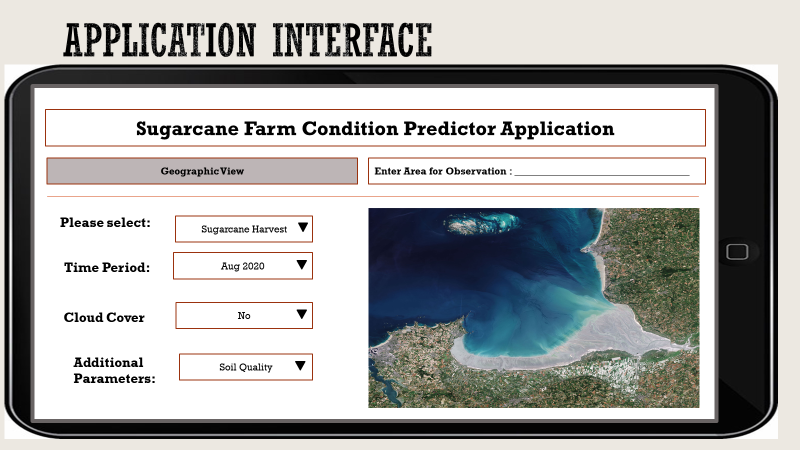 APPLICATION INTERFACE
Sugarcane Farm Condition Predictor Application
Geographic View
Enter Area for Observation : ___________________________________
Please select:
Sugarcane Harvest
Time Period:
Aug 2020
Cloud Cover
No
Additional
Parameters:
Soil Quality